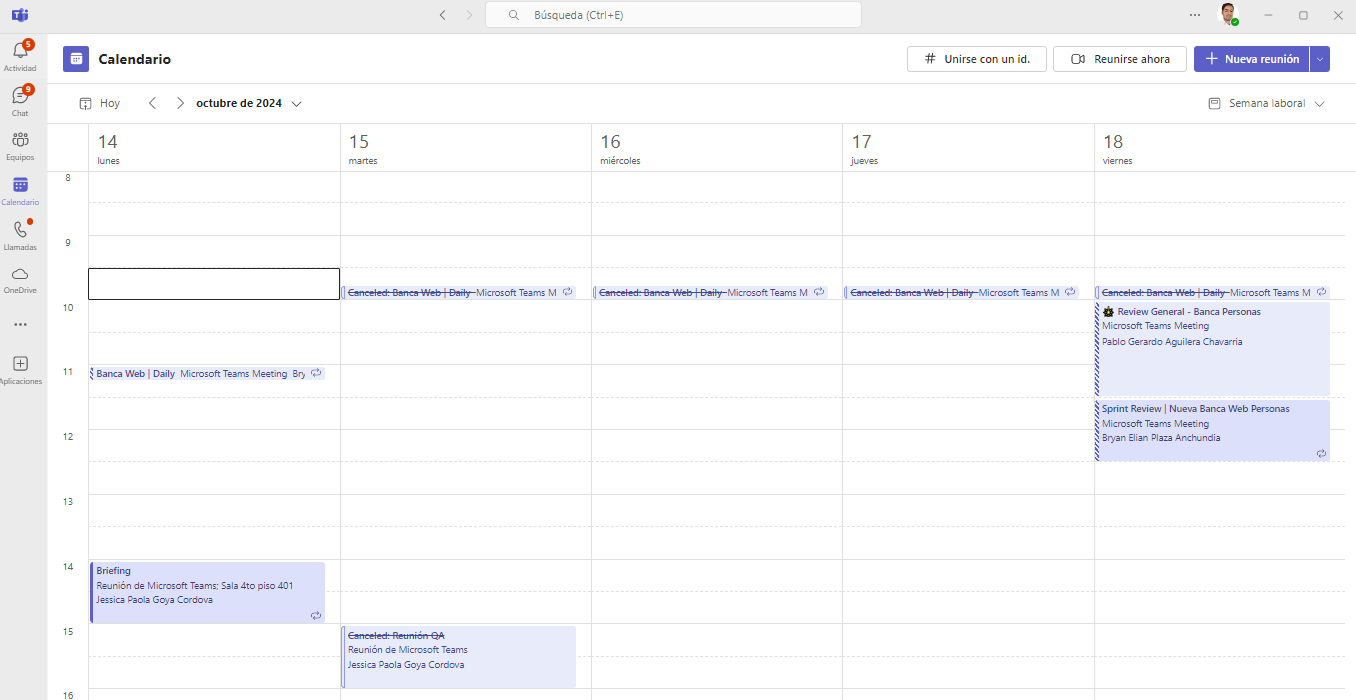 Búsqueda (Ctrl+E)
5
Actividad
9
Chat
Equipos
Calendario
Llamadas
OneDrive
Aplicaciones
Calendario
Unirse con un id.
Reunirse ahora
Nueva reunión
Hoy
octubre de 2024
Semana laboral
14
lunes
15
martes
16
miércoles
17
jueves
18
viernes
8
9
Canceled: Banca Web | Daily Microsoft Teams M
Canceled: Banca Web | Daily Microsoft Teams M
Canceled: Banca Web | Daily Microsoft Teams M
Canceled: Banca Web | Daily Microsoft Teams M
10
Review General - Banca Personas
Microsoft Teams Meeting
Pablo Gerardo Aguilera Chavarria
11
Banca Web | Daily Microsoft Teams Meeting Bry
Sprint Review | Nueva Banca Web Personas
Microsoft Teams Meeting
Bryan Elian Plaza Anchundia
12
13
14
Briefing
Reunión de Microsoft Teams; Sala 4to piso 401
Jessica Paola Goya Cordova
15
Canceled: Reunión QA
Reunión de Microsoft Teams
Jessica Paola Goya Cordova
16